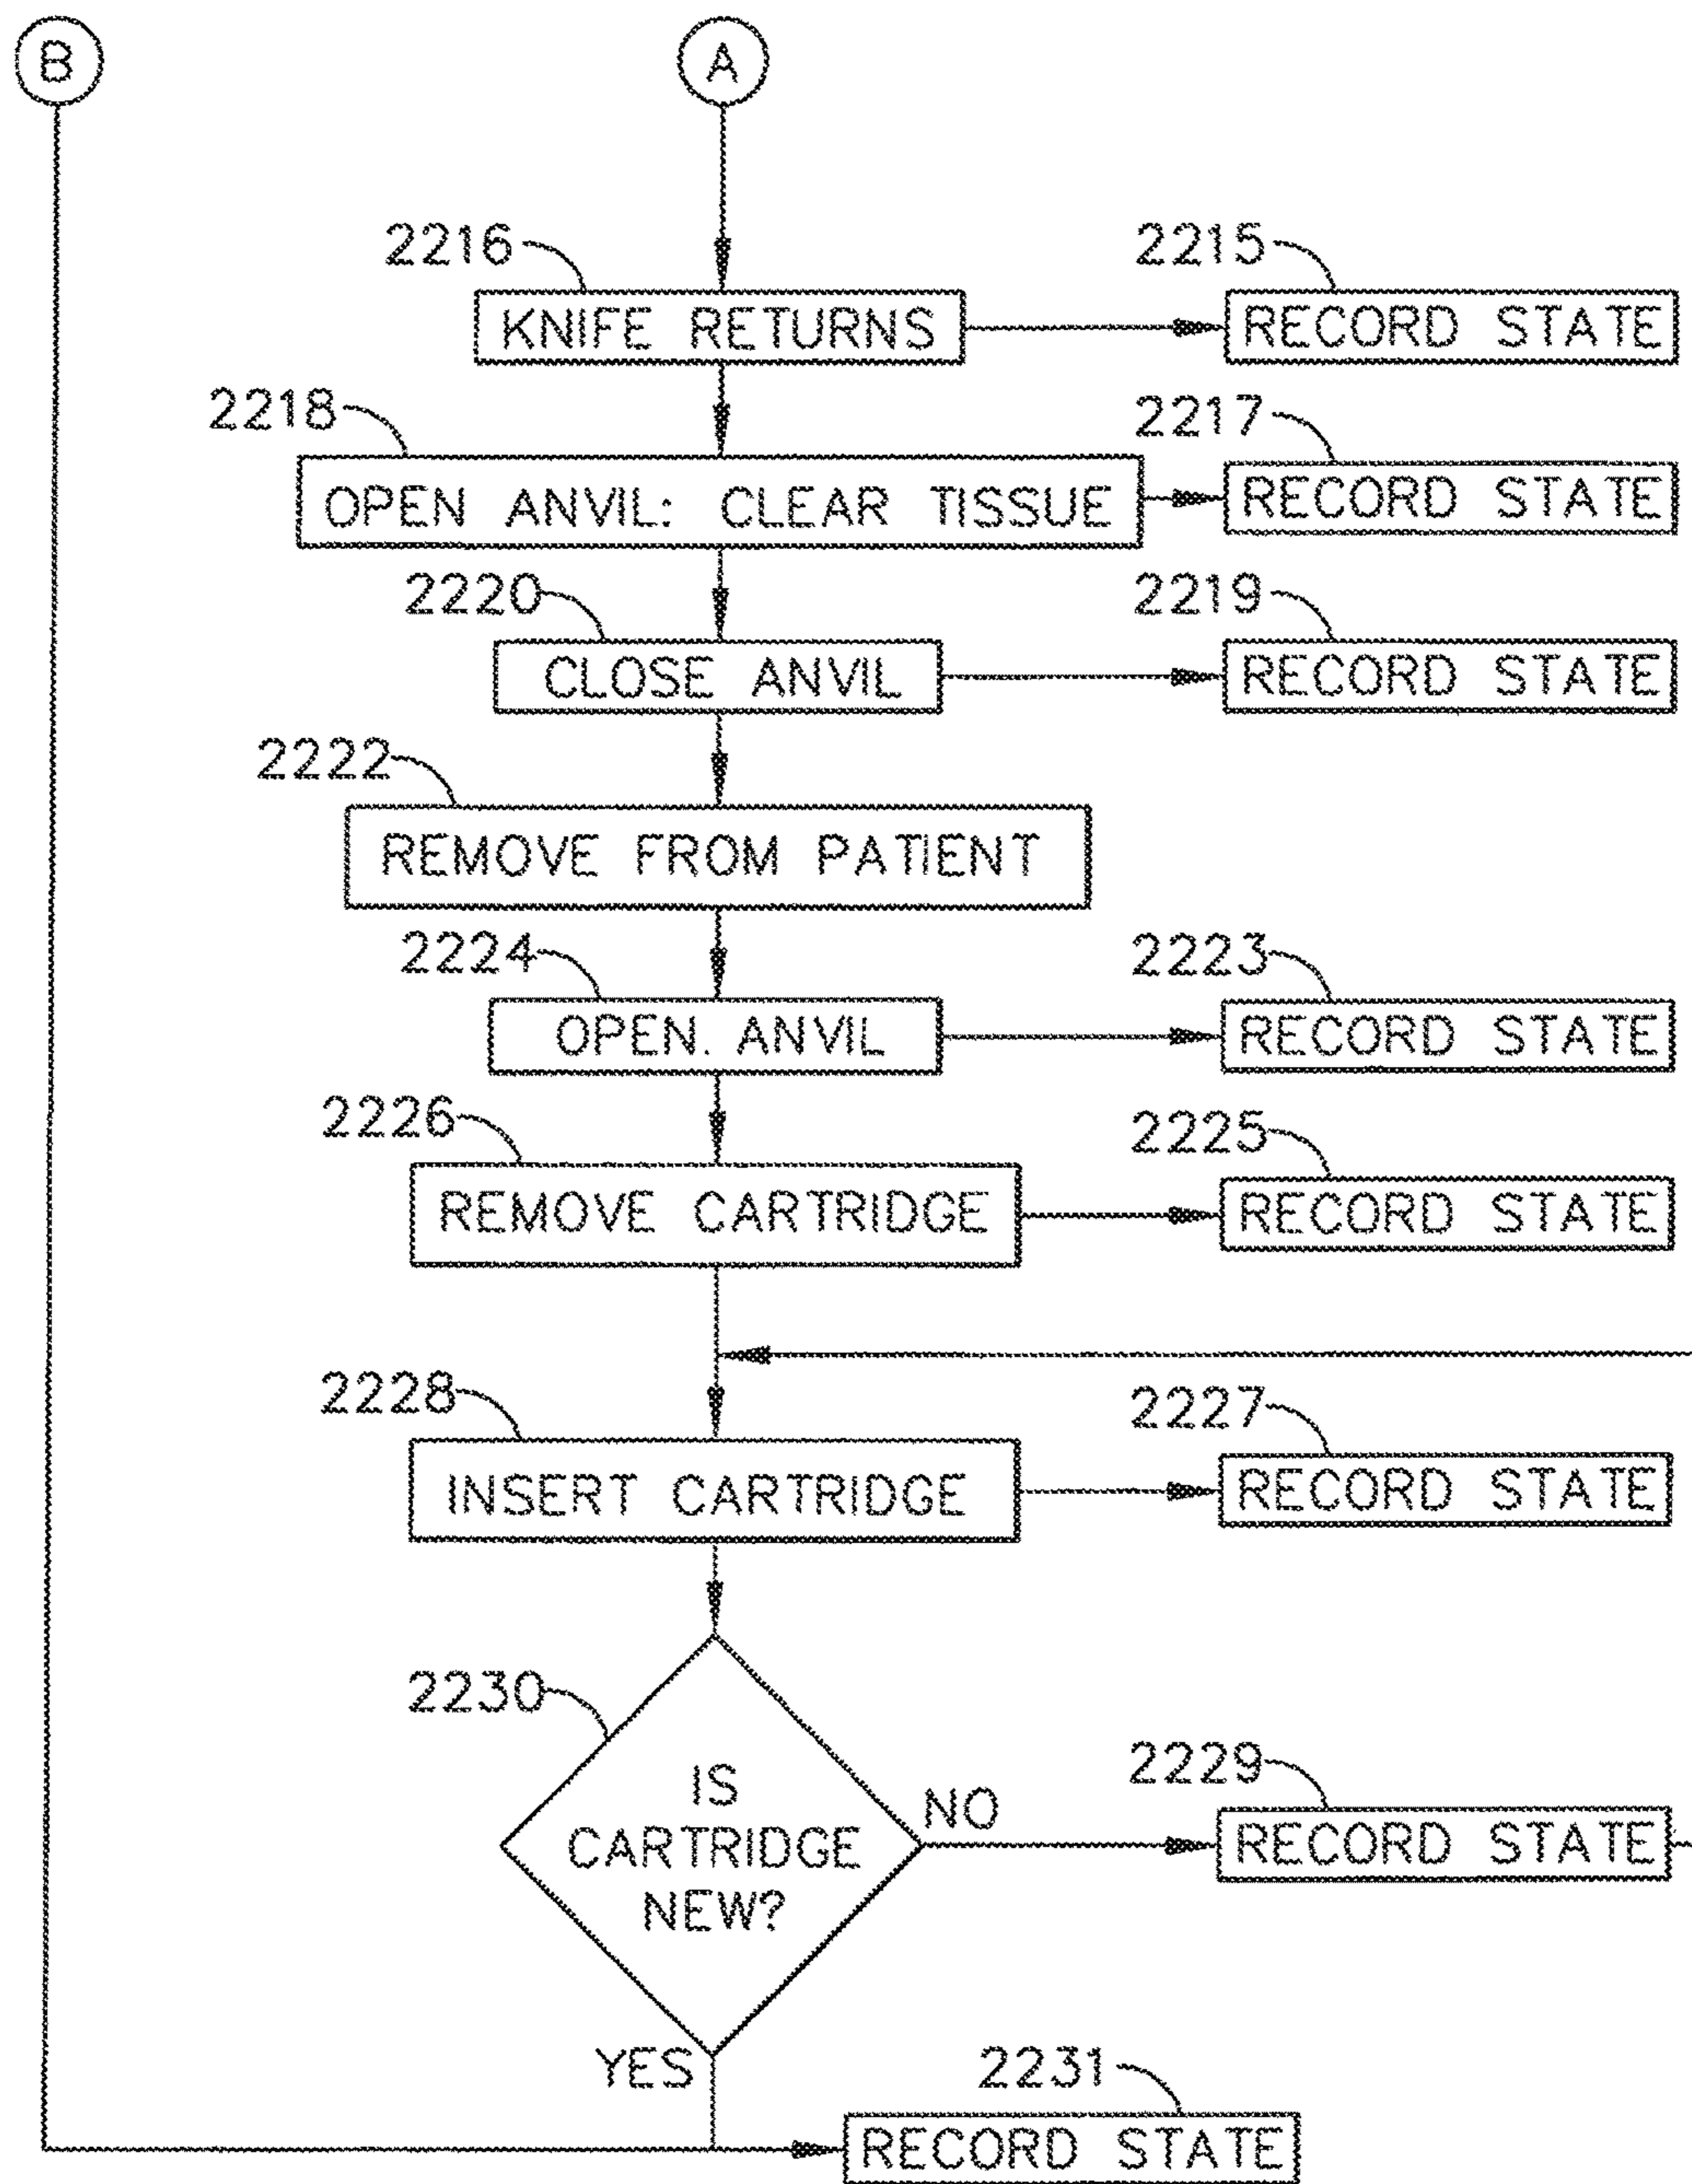 B
A
2216
2215
KNIFE RETURNS
RECORD STATE
2218
2217
OPEN ANVIL: CLEAR TISSUE
RECORD STATE
2220
2219
CLOSE ANVIL
RECORD STATE
2222
REMOVE FROM PATIENT
2224
2223
OPEN. ANVIL
RECORD STATE
2226
2225
REMOVE CARTRIDGE
RECORD STATE
2228
2227
INSERT CARTRIDGE
RECORD STATE
2230
IS
CARTRIDGE
NEW?
NO
2229
RECORD STATE
YES
2231
RECORD STATE